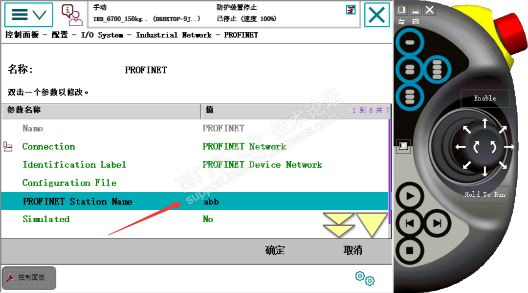 手动
防护装置停止
IRB_6700_150kg.. (DESKTOP-9J..)
已停止 (速度 100%)
控制面板 - 配置 - I/O System - Industrial Network - PROFINET
名称:
PROFINET
双击一个参数以修改。
参数名称
值
1 到 6 共 7
Name
PROFINET
Connection
PROFINET Network
Identification Label
PROFINET Device Network
Configuration File
PROFINET Station Name
abb
Simulated
No
确定
取消
控制面板
Enable
Hold To Run